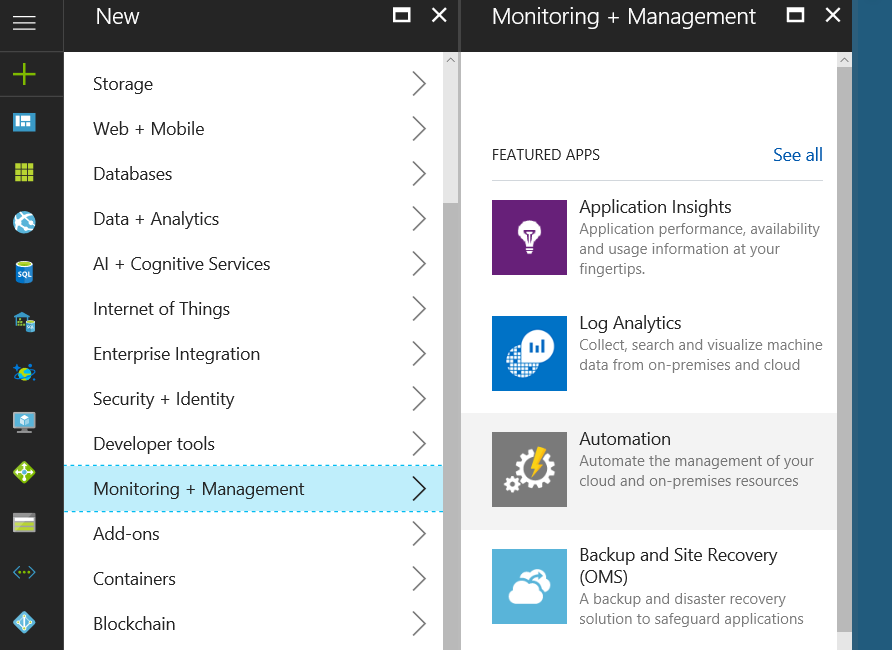 New
Storage
Web + Mobile
Databases
Data + Analytics
AI + Cognitive Services
Internet of Things
Enterprise Integration
Security + Identity
Developer tools
Monitoring + Management
Add-ons
Containers
Blockchain
SQL
Monitoring + Management
FEATURED APPS
See all
Application Insights
Application performance, availability
and usage information at your
fingertips.
Log Analytics
Collect, search and visualize machine
data from on-premises and cloud
Automation
Automate the management of your
cloud and on-premises resources
Backup and Site Recovery
(OMS)
A backup and disaster recovery
solution to safeguard applications